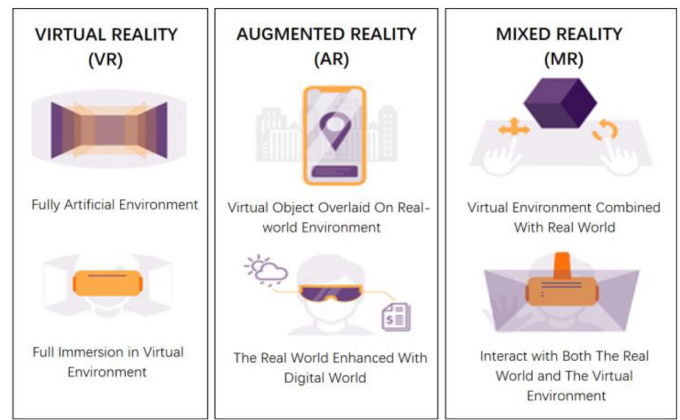 VIRTUAL REALITY
(VR)
Fully Artificial Environment
Full Immersion in Virtual
Environment
AUGMENTED REALITY
(AR)
Virtual Object Overlaid On Real-
world Environment
$
The Real World Enhanced With
Digital World
MIXED REALITY
(MR)
Virtual Environment Combined
With Real World
Interact with Both The Real
World and The Virtual
Environment